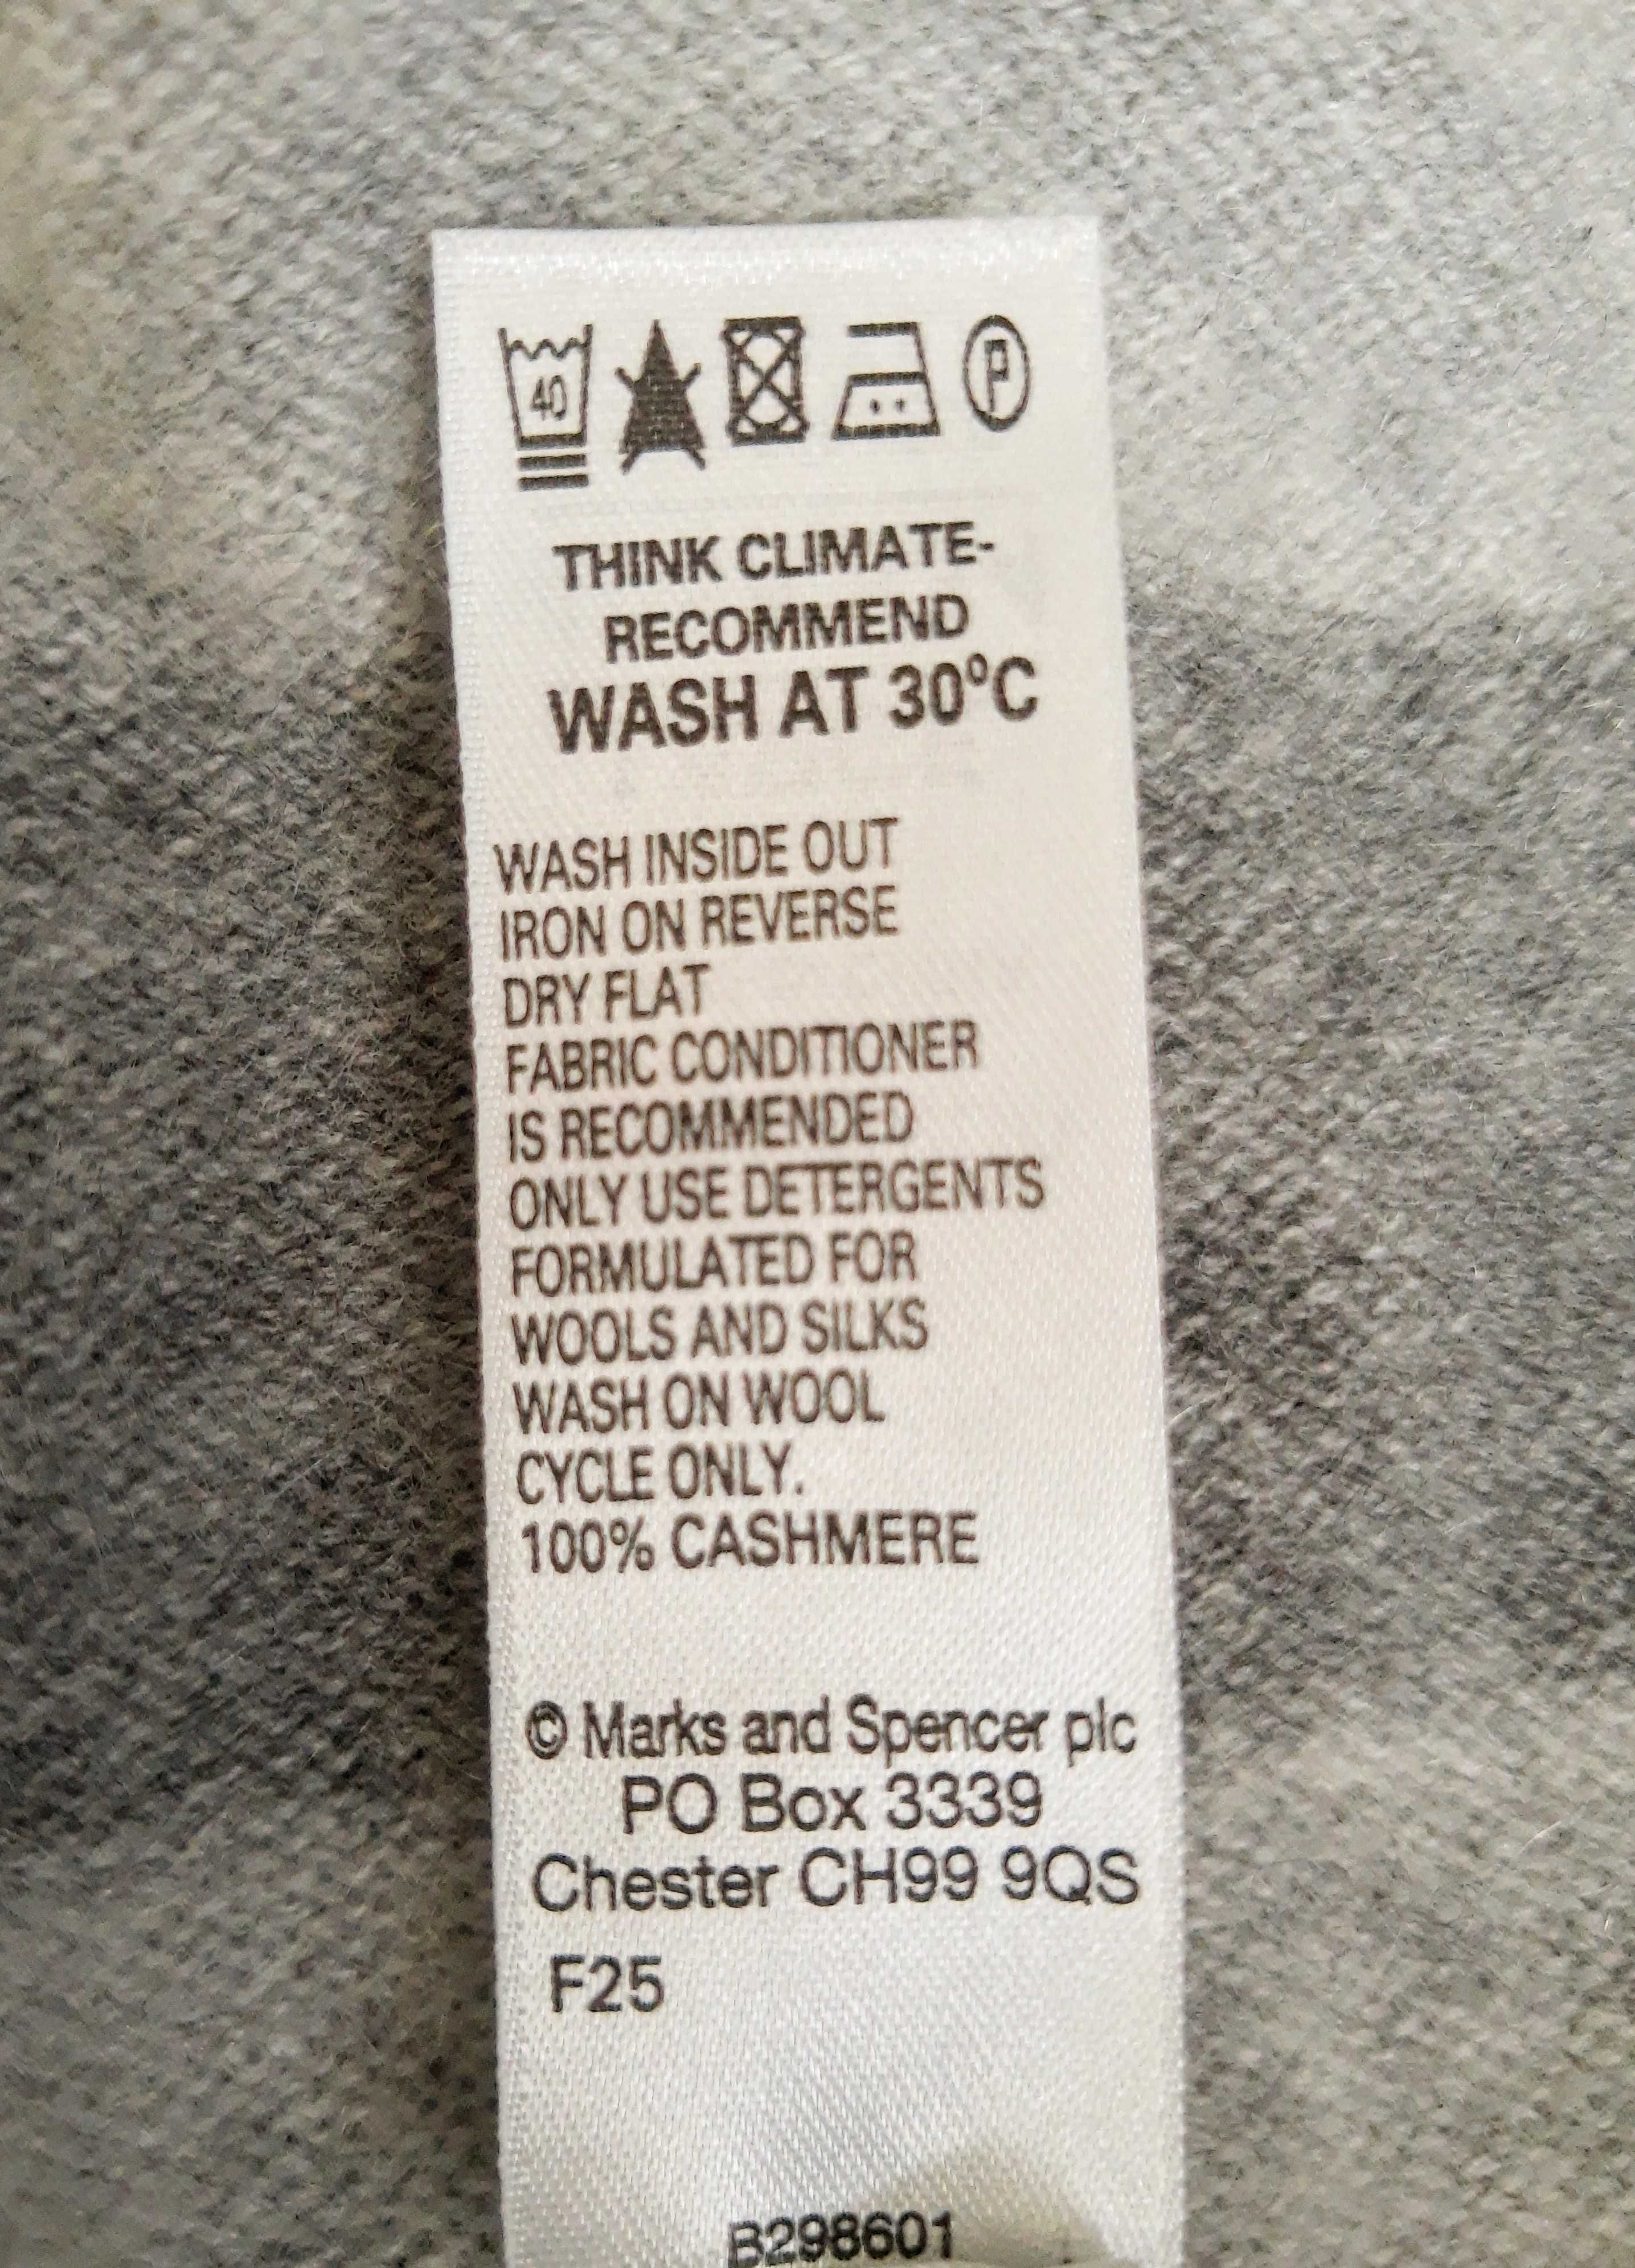 40
P
THINK CLIMATE-
RECOMMEND
WASH AT 30ºC
WASH INSIDE OUT
IRON ON REVERSE
DRY FLAT
FABRIC CONDITIONER
IS RECOMMENDED
ONLY USE DETERGENTS
FORMULATED FOR
WOOLS AND SILKS
WASH ON WOOL
CYCLE ONLY.
100% CASHMERE
© Marks and Spencer plc
PO Box 3339
Chester CH99 9QS
F25
B298601